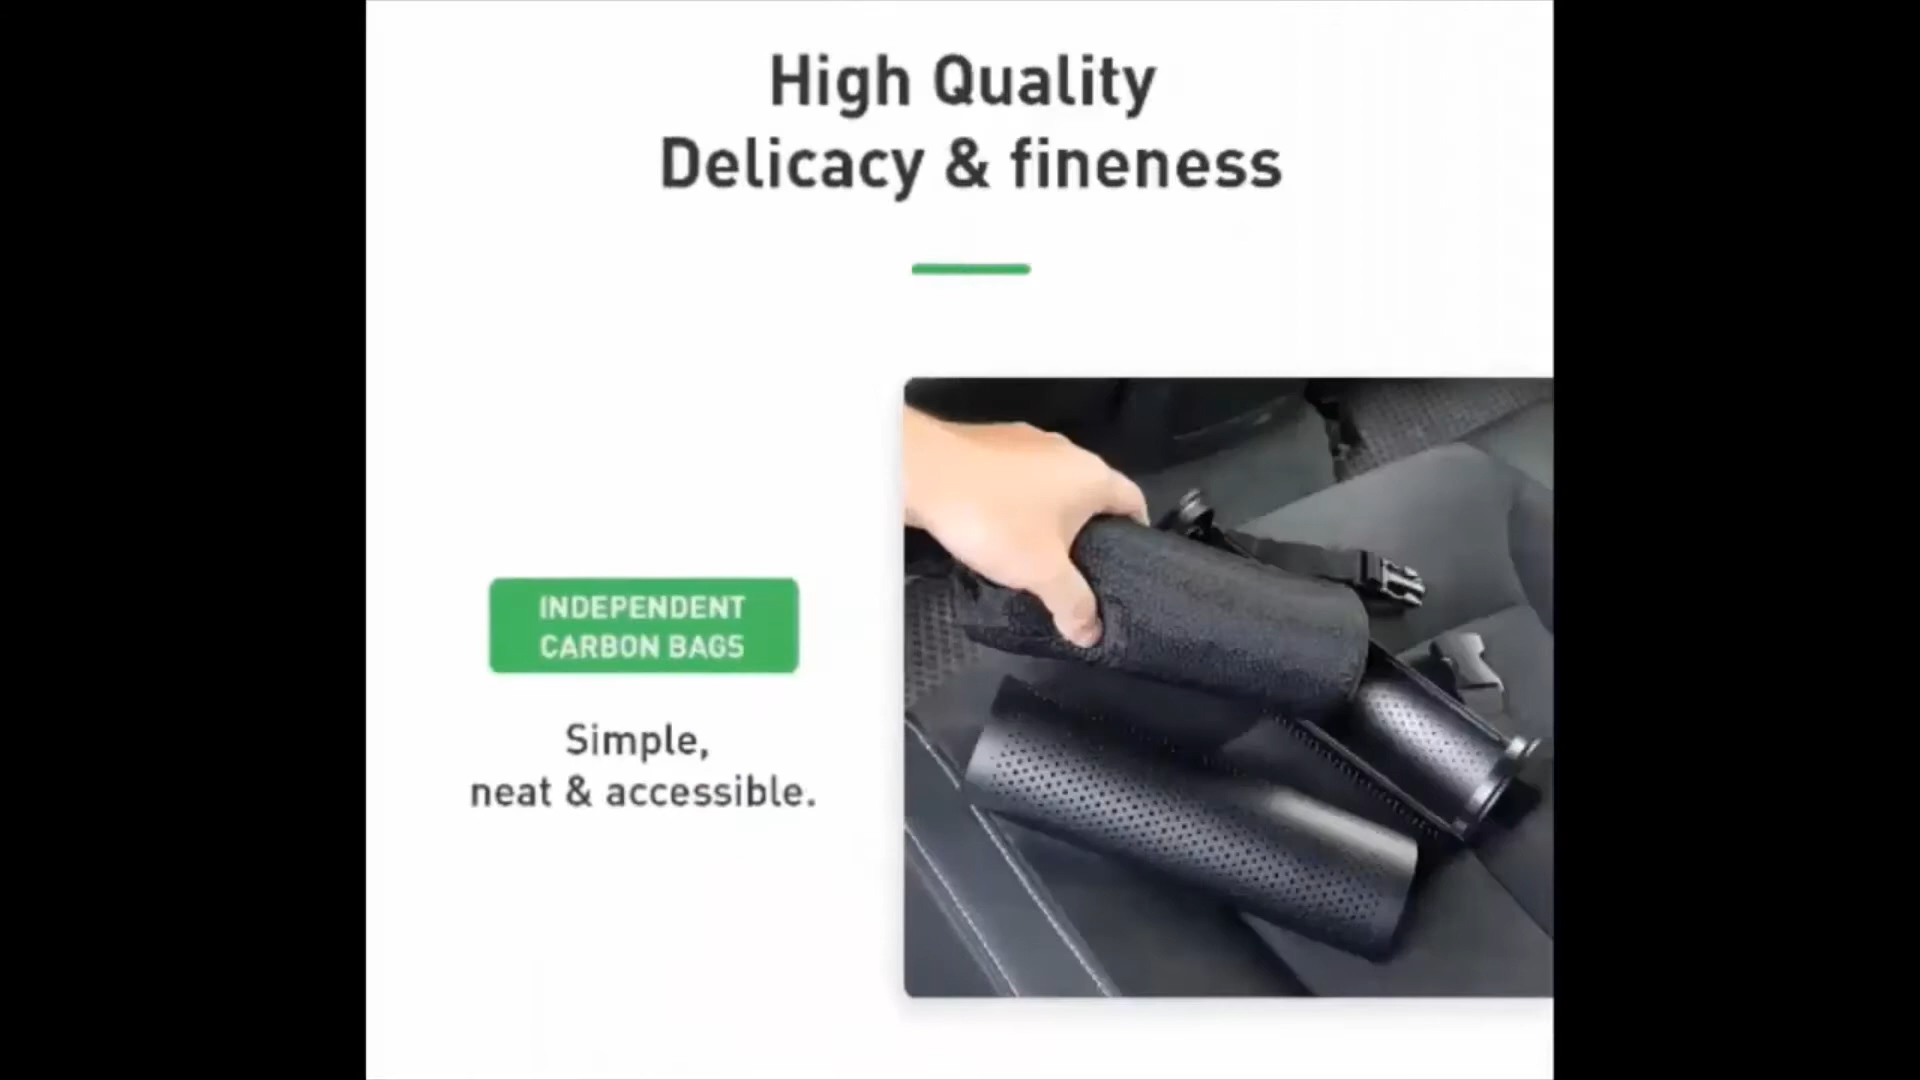 High Quality
Delicacy & fineness
INDEPENDENT
CARBON BAGS
Simple,
neat & accessible.